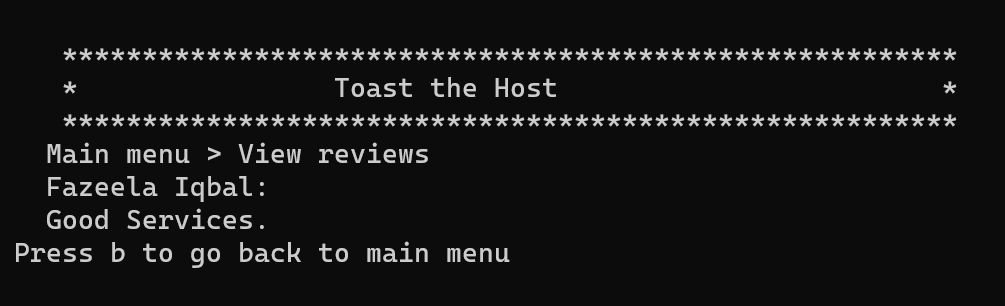 ********************************************************
* Toast the Host *
********************************************************
Main menu > View reviews
Fazeela Iqbal:
Good Services.
Press b to go back to main menu